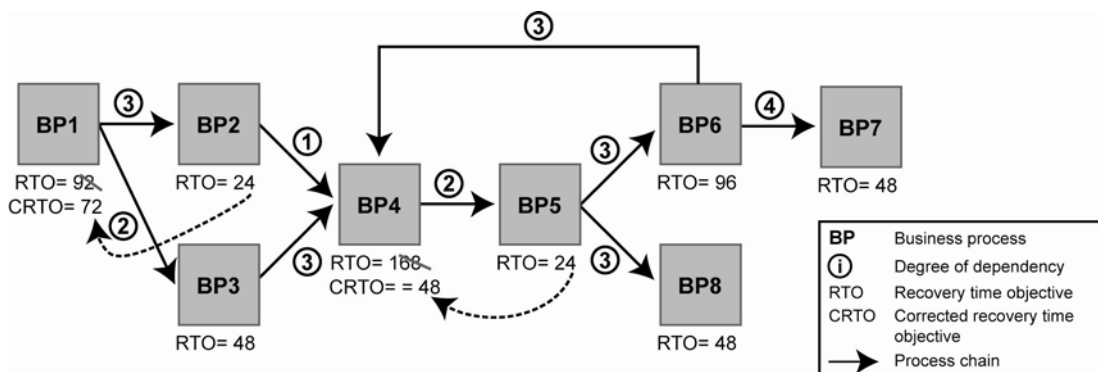 3
BP1
3
BP2
1
BP4
2
BP5
3
BP6
4
BP7
RTO= 92
CRTO= 72
2
RTO= 24
BP3
3
RTO= 168
CRTO= = 48
RTO= 24
3
BP8
RTO= 96
RTO= 48
RTO= 48
RTO= 48
BP Business process
i Degree of dependency
RTO Recovery time objective
CRTO Corrected recovery time
objective
Process chain